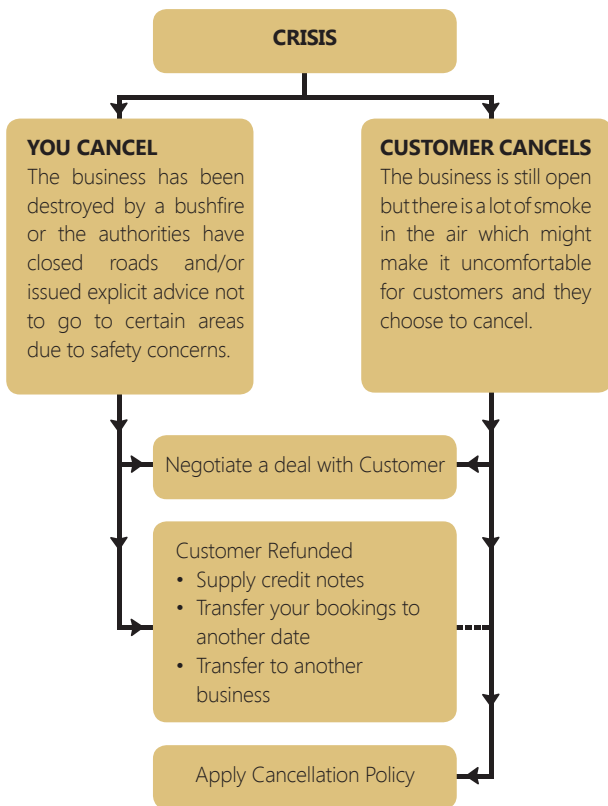 CRISIS
YOU CANCEL
The business has been
destroyed by a bushfire
or the authorities have
closed roads and/or
issued explicit advice not
to go to certain areas
due to safety concerns.
CUSTOMER CANCELS
The business is still open
but there is a lot of smoke
in the air which might
make it uncomfortable
for customers and they
choose to cancel.
Negotiate a deal with Customer
Customer Refunded
• Supply credit notes
• Transfer your bookings to
another date
• Transfer to another
business
Apply Cancellation Policy